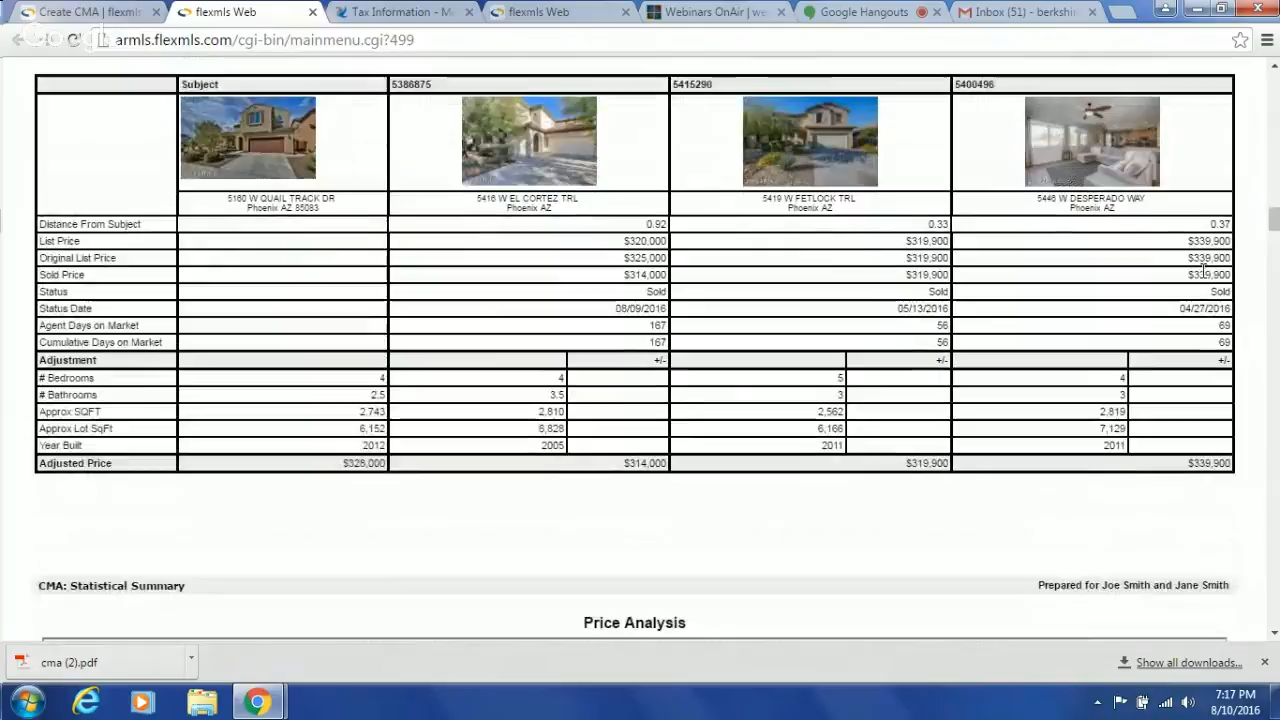 Create CMA | flexmls
flexmls Web
Tax Information - M
flexmls Web
Webinars OnAir | we
Google Hangouts
Inbox (51) - berkshi
armls.flexmls.com/cgi-bin/mainmenu.cgi?499
Subject 5386875 5415290 5400496
5160 W QUAIL TRACK DR 5416 W EL CORTEZ TRL 5419 W FETLOCK TRL 5446 W DESPERADO WAY
Phoenix AZ 85083 Phoenix AZ Phoenix AZ Phoenix AZ
Distance From Subject 0.92 0.33 0.37
List Price $320,000 $319,900 $339,900
Original List Price $325,000 $319,900 $339,900
Sold Price $314,000 $319,900 $339,900
Status Sold Sold Sold
Status Date 08/09/2016 05/13/2016 04/27/2016
Agent Days on Market 167 56 69
Cumulative Days on Market 167 56 69
Adjustment +/- +/- +/-
# Bedrooms 4 4 5 4
# Bathrooms 2.5 3.5 3 3
Approx SQFT 2,743 2,810 2,562 2,819
Approx Lot SqFt 6,152 6,828 6,166 7,129
Year Built 2012 2005 2011 2011
Adjusted Price $328,000 $314,000 $319,900 $339,900
CMA: Statistical Summary Prepared for Joe Smith and Jane Smith
Price Analysis
cma (2).pdf
Show all downloads...
7:17 PM
8/10/2016